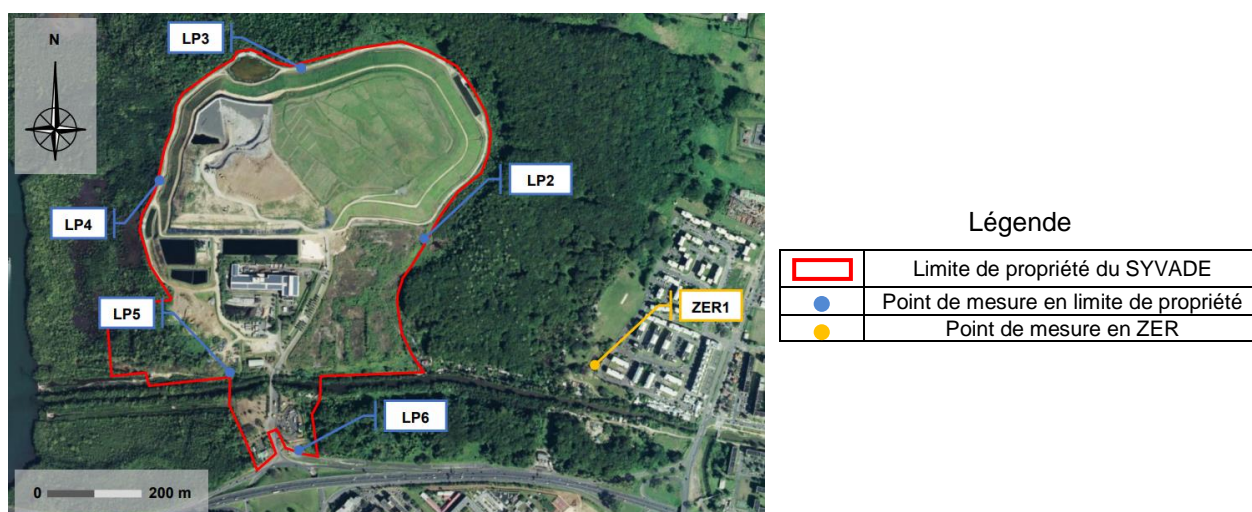 N
LP3
LP2
LP4
LP5
ZER1
LP6
0 200 m
Légende
Limite de propriété du SYVADE
Point de mesure en limite de propriété
Point de mesure en ZER